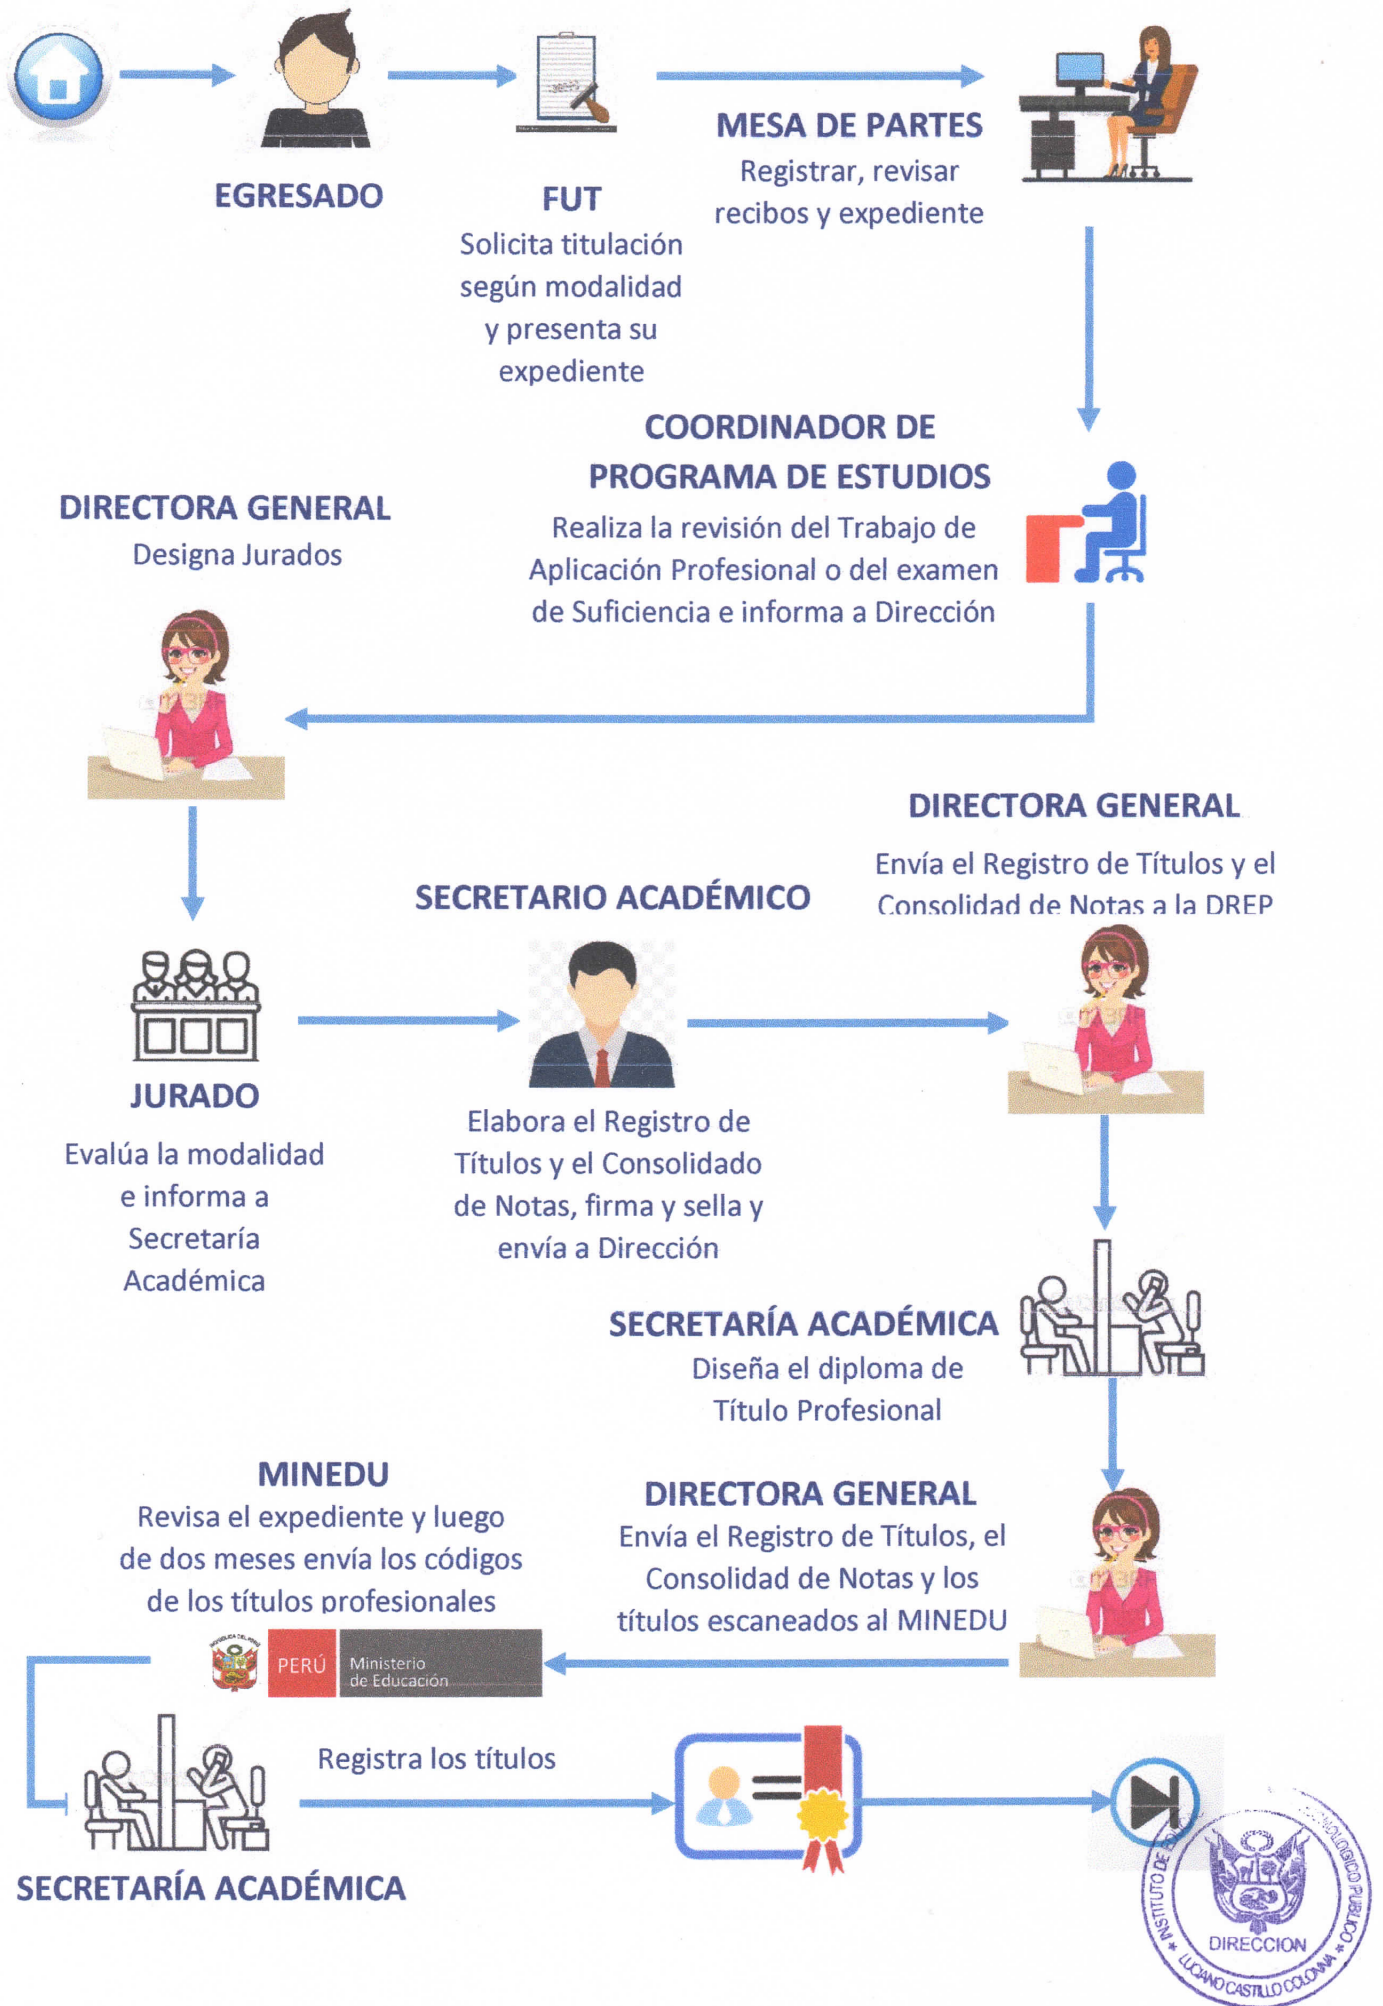 EGRESADO
FUT
Solicita titulación
según modalidad
y presenta su
expediente
MESA DE PARTES
Registrar, revisar
recibos y expediente
COORDINADOR DE
PROGRAMA DE ESTUDIOS
Realiza la revisión del Trabajo de
Aplicación Profesional o del examen
de Suficiencia e informa a Dirección
DIRECTORA GENERAL
Designa Jurados
JURADO
Evalúa la modalidad
e informa a
Secretaría
Académica
SECRETARIO ACADÉMICO
Elabora el Registro de
Títulos y el Consolidado
de Notas, firma y sella y
envía a Dirección
DIRECTORA GENERAL
Envía el Registro de Títulos y el
Consolidad de Notas a la DREP
SECRETARÍA ACADÉMICA
Diseña el diploma de
Título Profesional
DIRECTORA GENERAL
Envía el Registro de Títulos, el
Consolidad de Notas y los
títulos escaneados al MINEDU
MINEDU
Revisa el expediente y luego
de dos meses envía los códigos
de los títulos profesionales
PERÚ
Ministerio
de Educación
Registra los títulos
SECRETARÍA ACADÉMICA
INSTITUTO DE
PUBLICO
DIRECCION
LUCIANO CASTILLO COLONNA